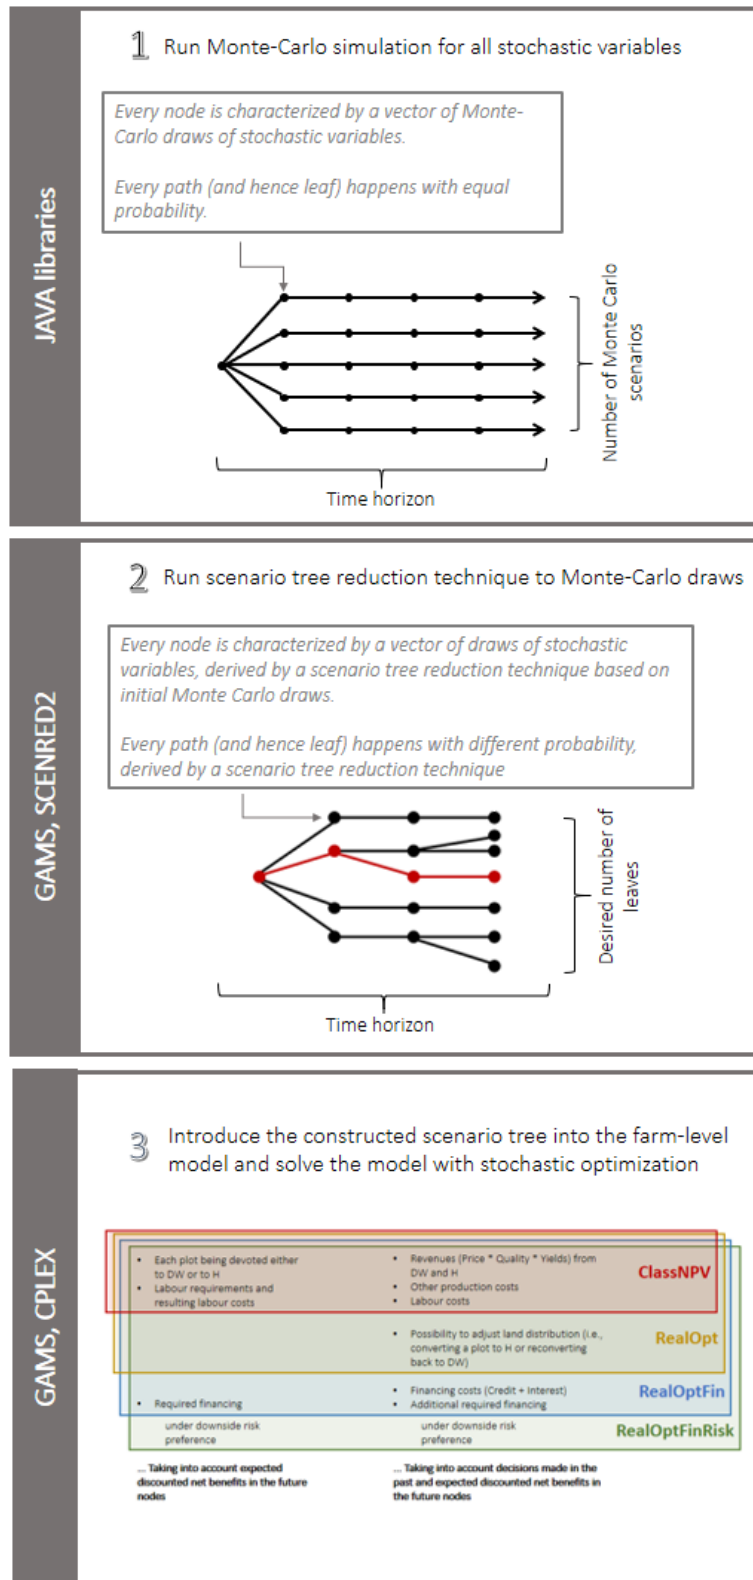 JAVA libraries
1 Run Monte-Carlo simulation for all stochastic variables
Every node is characterized by a vector of Monte-
Carlo draws of stochastic variables.
Every path (and hence leaf) happens with equal
probability.
Number of Monte Carlo
scenarios
Time horizon
GAMS, SCENRED2
2 Run scenario tree reduction technique to Monte-Carlo draws
Every node is characterized by a vector of draws of stochastic
variables, derived by a scenario tree reduction technique based on
initial Monte Carlo draws.
Every path (and hence leaf) happens with different probability,
derived by a scenario tree reduction technique
Desired number of
leaves
Time horizon
GAMS, CPLEX
3 Introduce the constructed scenario tree into the farm-level
model and solve the model with stochastic optimization
• Each plot being devoted either
to DW or to H
• Labour requirements and
resulting labour costs
• Revenues (Price * Quality * Yields) from
DW and H
• Other production costs
• Labour costs
ClassNPV
• Possibility to adjust land distribution (i.e.,
converting a plot to H or reconverting
back to DW)
RealOpt
• Required financing
• Financing costs (Credit + Interest)
• Additional required financing
RealOptFin
under downside risk
preference
under downside risk
preference
RealOptFinRisk
... Taking into account expected
discounted net benefits in the future
nodes
... Taking into account decisions made in the
past and expected discounted net benefits in
the future nodes